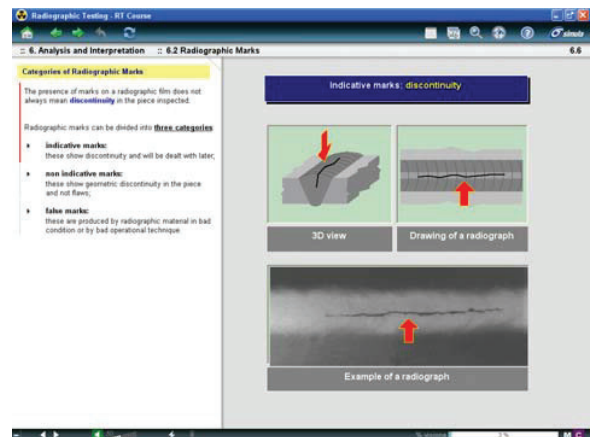 Radiographic Testing - RT Course
simula
:: 6. Analysis and Interpretation :: 6.2 Radiographic Marks
6.6
Categories of Radiographic Marks
The presence of marks on a radiographic film does not
always mean discontinuity in the piece inspected.
Radiographic marks can be divided into three categories
indicative marks:
these show discontinuity and will be dealt with later;
non indicative marks:
these show geometric discontinuity in the piece
and not flaws;
false marks:
these are produced by radiographic material in bad
condition or by bad operational technique
Indicative marks: discontinuity
3D view
Drawing of a radiograph
Example of a radiograph
M C